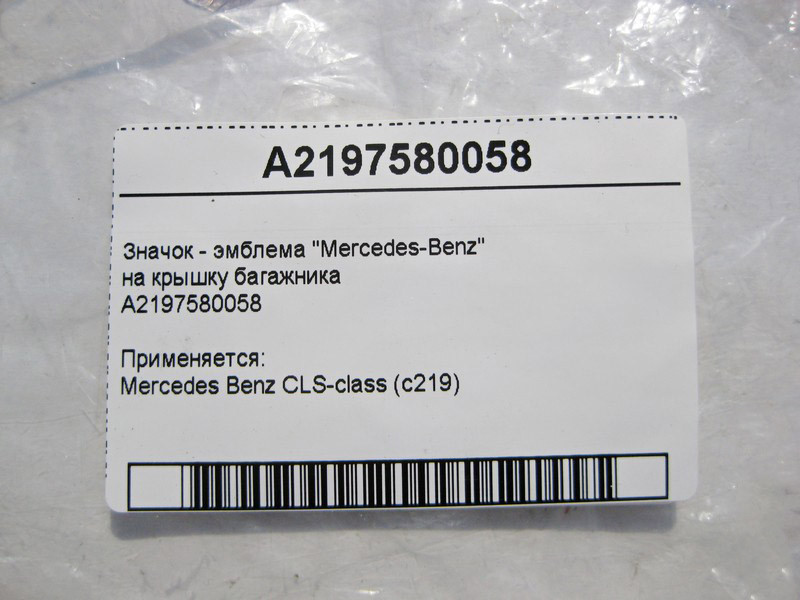 A2197580058
Значок - эмблема "Mercedes-Benz"
на крышку багажника
A2197580058
Применяется:
Mercedes Benz CLS-class (c219)